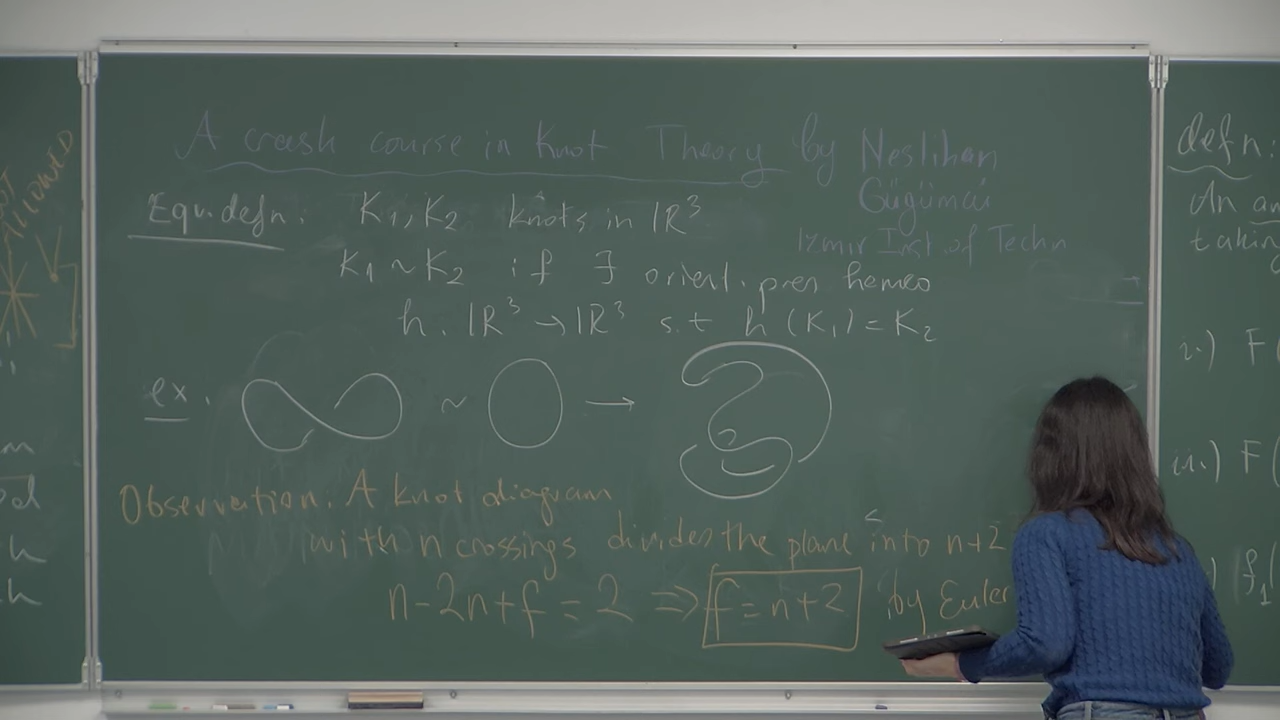 A crash course in Knot Theory by Neslihan
Gügümcü
Izmir Inst. of Techn
Equ. defn: K₁, K₂ knots in ℝ³
K₁ ~ K₂ if ∃ orient. pres homeo
h: ℝ³ → ℝ³ s.t h(K₁) = K₂
ex.
~
→
Observation. A knot diagram
with n crossings divides the plane into n+2
n-2n+f = 2 ⇒ f = n+2 by Euler
ALLOWED
defn:
An
taking
F(
F(
f₁(